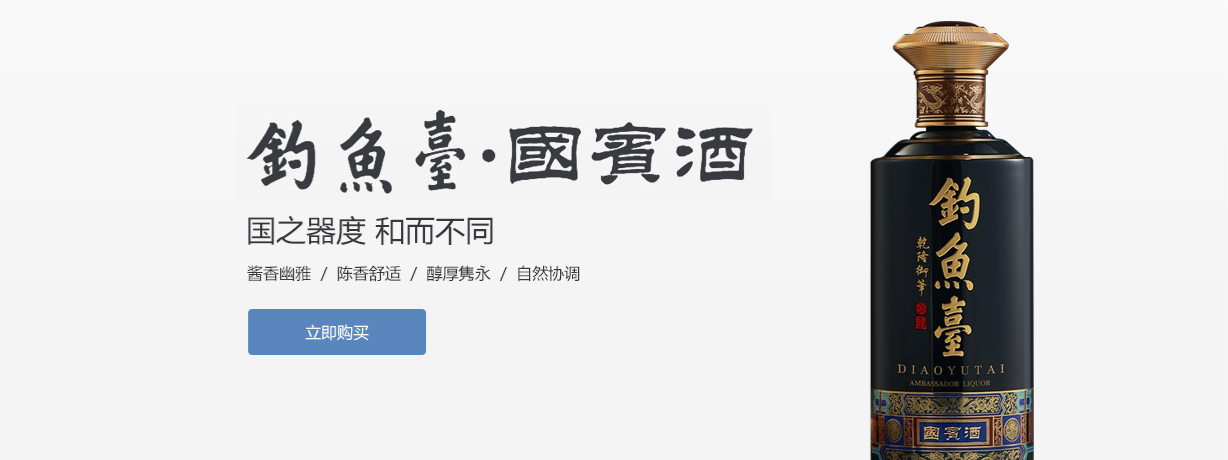 釣魚臺·國賓酒
国之器度 和而不同
酱香幽雅 / 陈香舒适 / 醇厚隽永 / 自然协调
立即购买
釣魚臺
乾隆御筆
DIAOYUTAI
AMBASSADOR LIQUOR
國賓酒